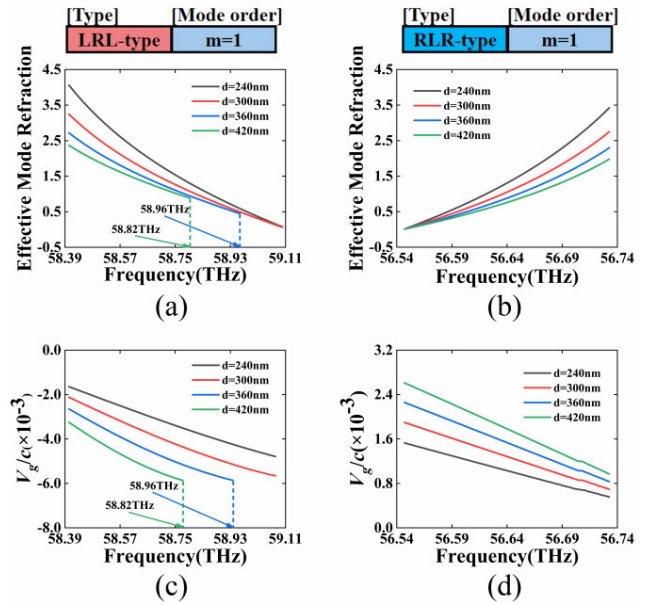 [Type] [Mode order]
LRL-type m=1
[Type] [Mode order]
RLR-type m=1
Effective Mode Refraction
4.5
3.5
2.5
1.5
0.5
-0.5
d=240nm
d=300nm
d=360nm
d=420nm
58.96THz
58.82THz
58.39 58.57 58.75 58.93 59.11
Frequency(THz)
(a)
Effective Mode Refraction
4.5
3.5
2.5
1.5
0.5
-0.5
d=240nm
d=300nm
d=360nm
d=420nm
56.54 56.59 56.64 56.69 56.74
Frequency(THz)
(b)
Vg/c(×10-3)
0.0
-2.0
-4.0
-6.0
-8.0
d=240nm
d=300nm
d=360nm
d=420nm
58.96THz
58.82THz
58.39 58.57 58.75 58.93 59.11
Frequency(THz)
(c)
Vg/c(×10-3)
3.2
2.4
1.6
0.8
0.0
d=240nm
d=300nm
d=360nm
d=420nm
56.54 56.59 56.64 56.69 56.74
Frequency(THz)
(d)